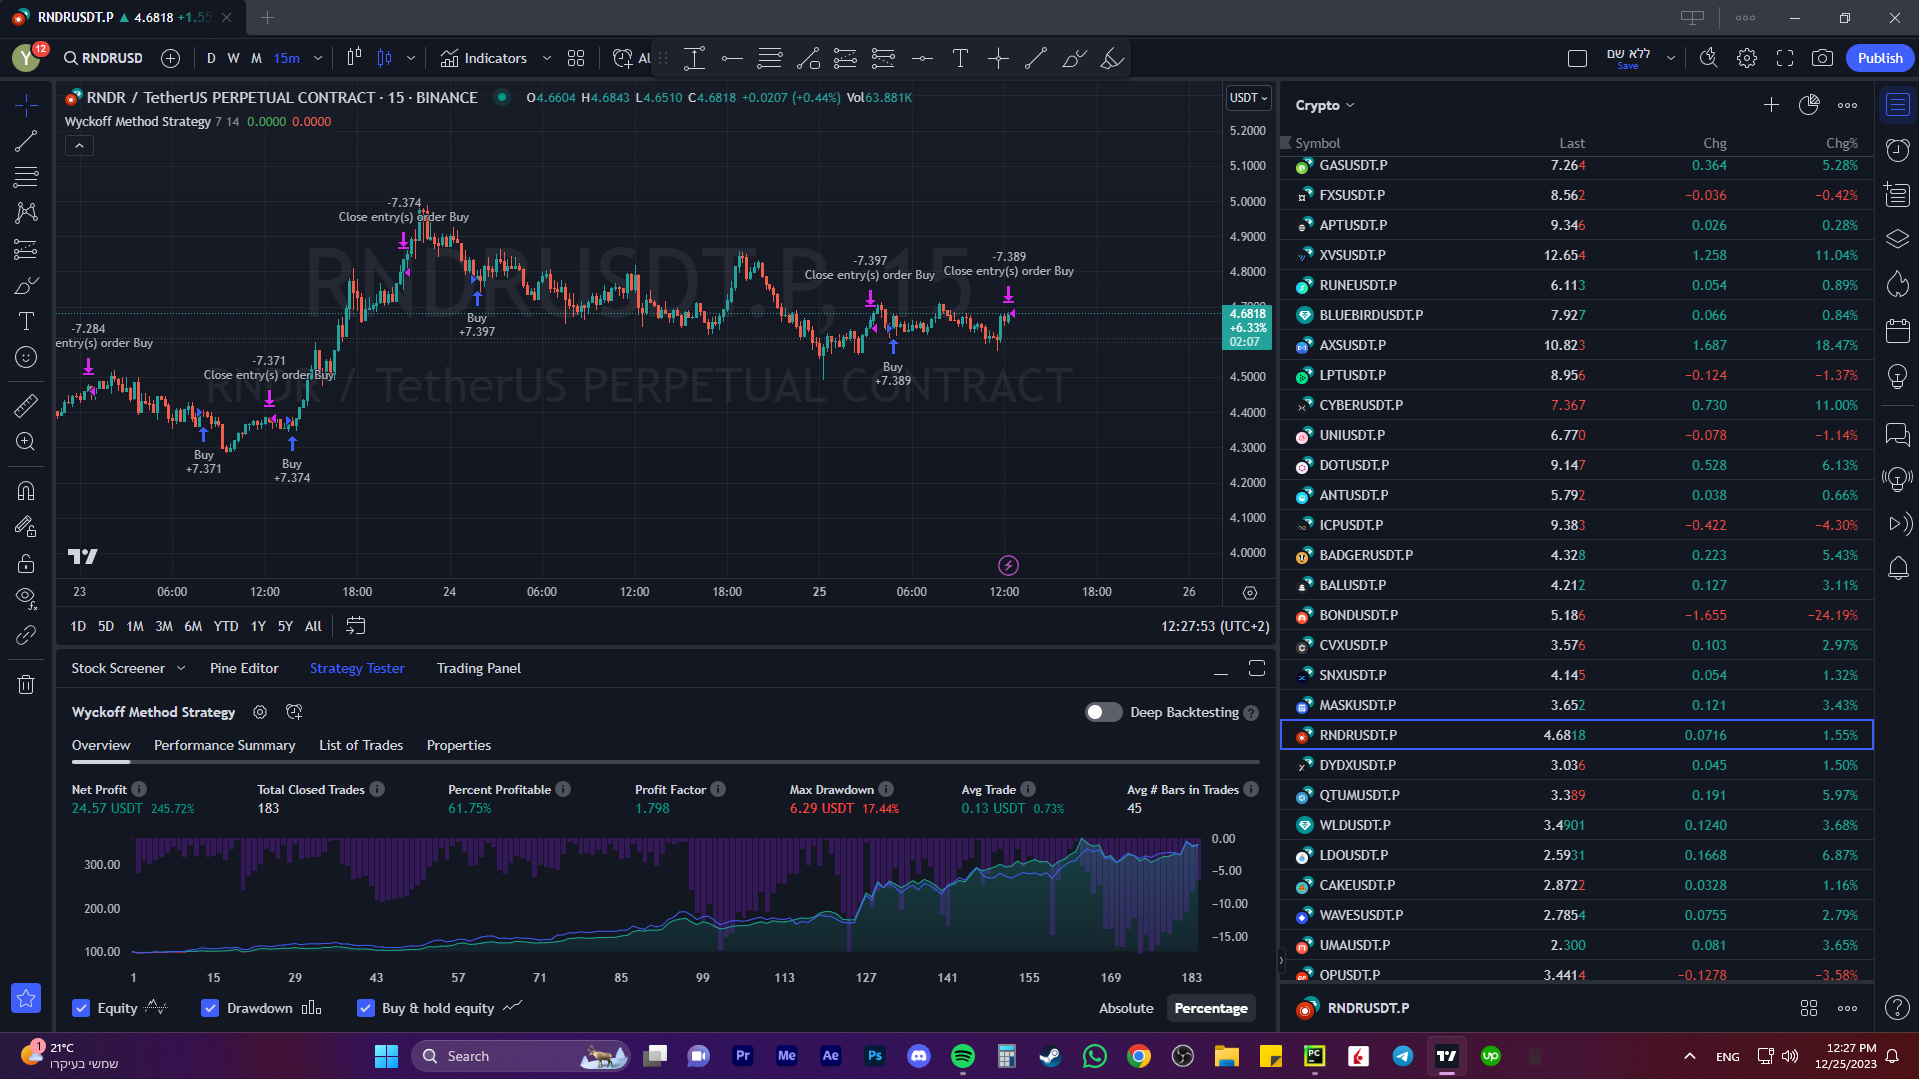 RNDRUSDT.P ▲ 4.6818 +1.55
Y 12
RNDRUSD D W M 15m Indicators Al
ללא שם
Save
Publish
RNDR / TetherUS PERPETUAL CONTRACT · 15 · BINANCE O4.6604 H4.6843 L4.6510 C4.6818 +0.0207 (+0.44%) Vol63.881K
Wyckoff Method Strategy 7 14 0.0000 0.0000
USDT
RNDRUSDT.P, 15
RNDR / TetherUS PERPETUAL CONTRACT
-7.284
entry(s) order Buy
Buy
+7.371
-7.371
Close entry(s) order Buy
Buy
+7.374
-7.374
Close entry(s) order Buy
Buy
+7.397
-7.397
Close entry(s) order Buy
Buy
+7.389
-7.389
Close entry(s) order Buy
5.2000
5.1000
5.0000
4.9000
4.8000
4.7000
4.6818
+6.33%
02:07
4.5000
4.4000
4.3000
4.2000
4.1000
4.0000
23 06:00 12:00 18:00 24 06:00 12:00 18:00 25 06:00 12:00 18:00 26
1D 5D 1M 3M 6M YTD 1Y 5Y All
12:27:53 (UTC+2)
Stock Screener Pine Editor Strategy Tester Trading Panel
Wyckoff Method Strategy
Deep Backtesting
Overview Performance Summary List of Trades Properties
Net Profit Total Closed Trades Percent Profitable Profit Factor Max Drawdown Avg Trade Avg # Bars in Trades
24.57 USDT 245.72% 183 61.75% 1.798 6.29 USDT 17.44% 0.13 USDT 0.73% 45
300.00
200.00
100.00
0.00
−5.00
−10.00
−15.00
1 15 29 43 57 71 85 99 113 127 141 155 169 183
Equity Drawdown Buy & hold equity Absolute Percentage
Crypto
Symbol Last Chg Chg%
GASUSDT.P 7.264 0.364 5.28%
FXSUSDT.P 8.562 −0.036 −0.42%
APTUSDT.P 9.346 0.026 0.28%
XVSUSDT.P 12.654 1.258 11.04%
RUNEUSDT.P 6.113 0.054 0.89%
BLUEBIRDUSDT.P 7.927 0.066 0.84%
AXSUSDT.P 10.823 1.687 18.47%
LPTUSDT.P 8.956 −0.124 −1.37%
CYBERUSDT.P 7.367 0.730 11.00%
UNIUSDT.P 6.770 −0.078 −1.14%
DOTUSDT.P 9.147 0.528 6.13%
ANTUSDT.P 5.792 0.038 0.66%
ICPUSDT.P 9.383 −0.422 −4.30%
BADGERUSDT.P 4.328 0.223 5.43%
BALUSDT.P 4.212 0.127 3.11%
BONDUSDT.P 5.186 −1.655 −24.19%
CVXUSDT.P 3.576 0.103 2.97%
SNXUSDT.P 4.145 0.054 1.32%
MASKUSDT.P 3.652 0.121 3.43%
RNDRUSDT.P 4.6818 0.0716 1.55%
DYDXUSDT.P 3.036 0.045 1.50%
QTUMUSDT.P 3.389 0.191 5.97%
WLDUSDT.P 3.4901 0.1240 3.68%
LDOUSDT.P 2.5931 0.1668 6.87%
CAKEUSDT.P 2.8722 0.0328 1.16%
WAVESUSDT.P 2.7854 0.0755 2.79%
UMAUSDT.P 2.300 0.081 3.65%
OPUSDT.P 3.4414 −0.1278 −3.58%
RNDRUSDT.P
1
21°C
שמשי בעיקרו
Search
Pr Me Ae Ps PC up
ENG
12:27 PM
12/25/2023